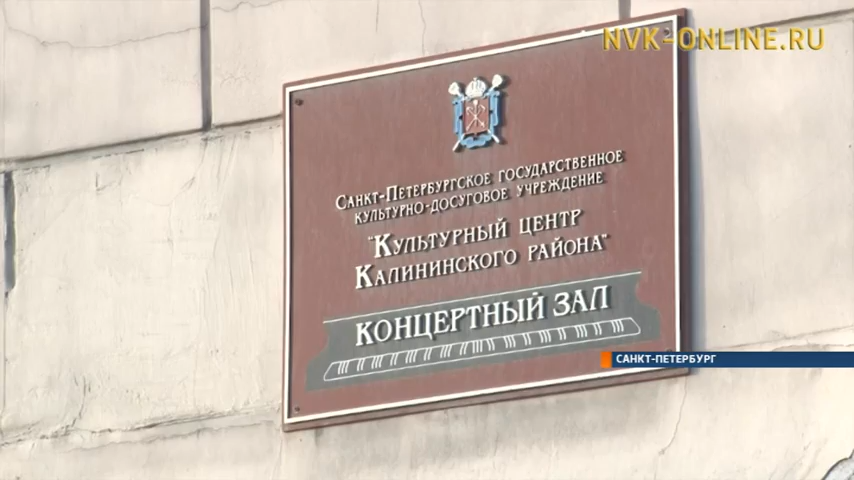 NVK-ONLINE.RU
САНКТ-ПЕТЕРБУРГСКОЕ ГОСУДАРСТВЕННОЕ
КУЛЬТУРНО-ДОСУГОВОЕ УЧРЕЖДЕНИЕ
"КУЛЬТУРНЫЙ ЦЕНТР
КАЛИНИНСКОГО РАЙОНА"
КОНЦЕРТНЫЙ ЗАЛ
САНКТ-ПЕТЕРБУРГ